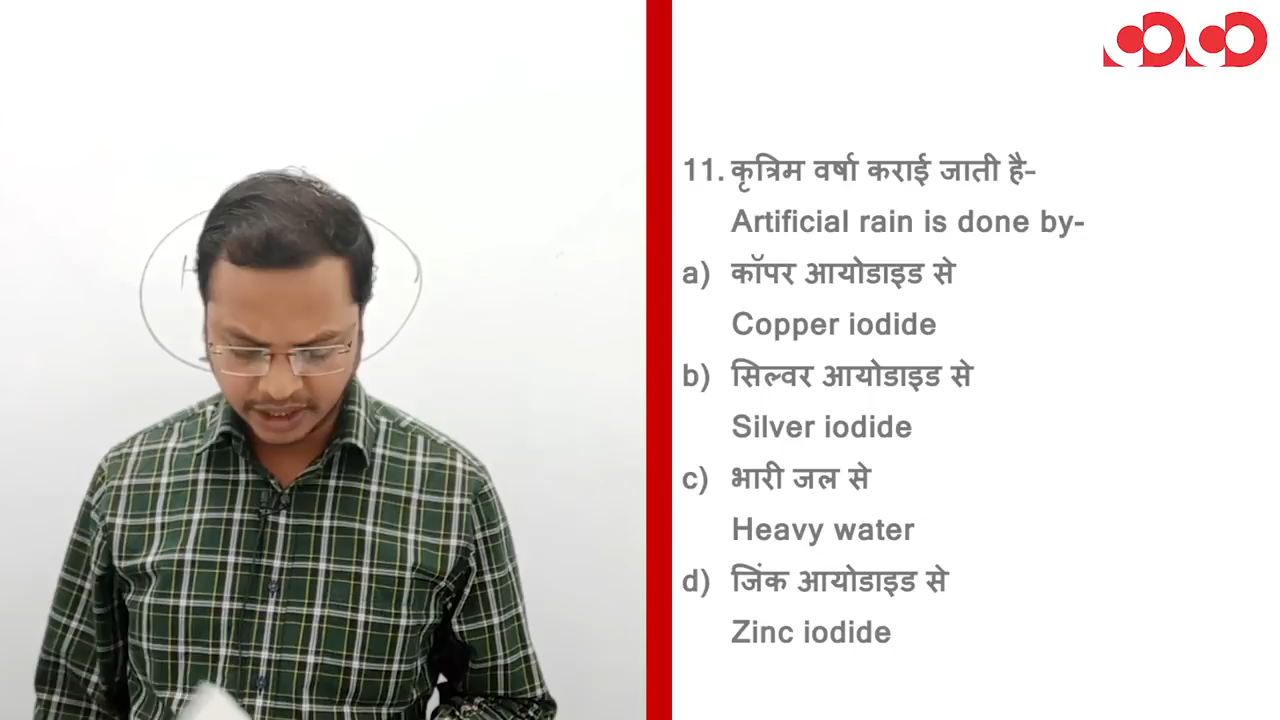 11. कृत्रिम वर्षा कराई जाती है-
Artificial rain is done by-
a) कॉपर आयोडाइड से
Copper iodide
b) सिल्वर आयोडाइड से
Silver iodide
c) भारी जल से
Heavy water
d) जिंक आयोडाइड से
Zinc iodide